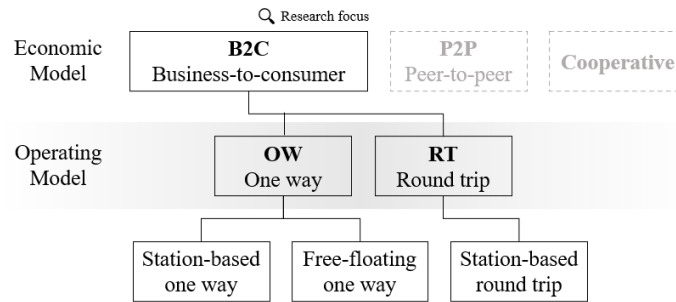 Research focus
Economic
Model
B2C
Business-to-consumer
P2P
Peer-to-peer
Cooperative
Operating
Model
OW
One way
RT
Round trip
Station-based
one way
Free-floating
one way
Station-based
round trip